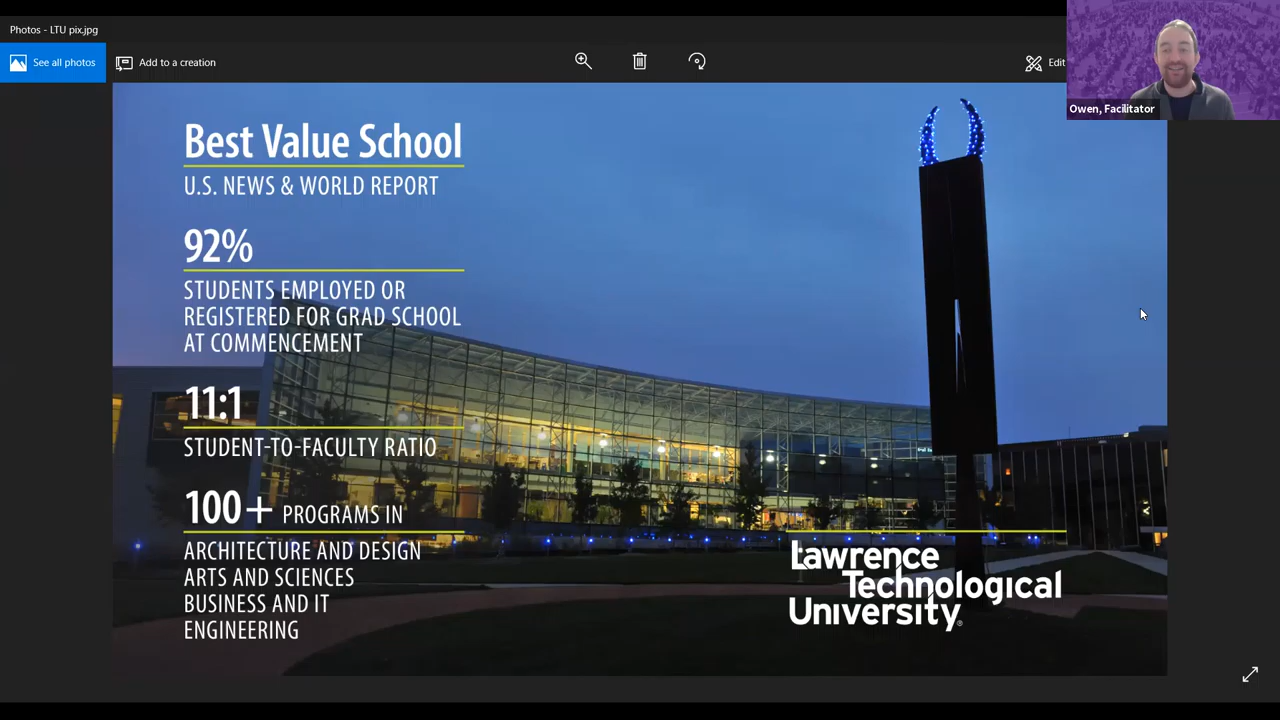 Photos - LTU pix.jpg
See all photos
Add to a creation
Edit
Owen, Facilitator
Best Value School
U.S. NEWS & WORLD REPORT
92%
STUDENTS EMPLOYED OR
REGISTERED FOR GRAD SCHOOL
AT COMMENCEMENT
11:1
STUDENT-TO-FACULTY RATIO
100+ PROGRAMS IN
ARCHITECTURE AND DESIGN
ARTS AND SCIENCES
BUSINESS AND IT
ENGINEERING
Lawrence
Technological
University®